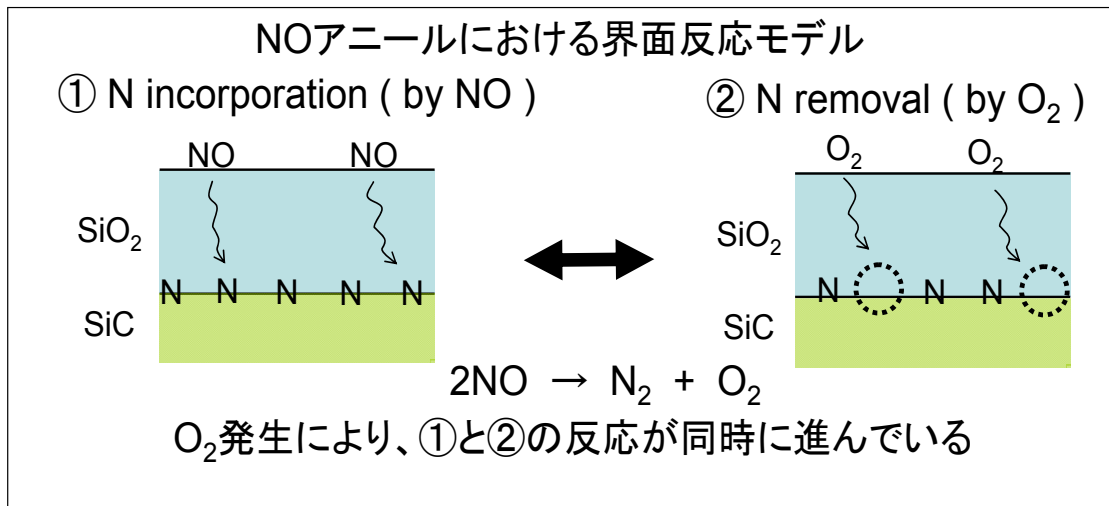 NOアニールにおける界面反応モデル
① N incorporation ( by NO )
NO NO
SiO₂
N N N N N
SiC
② N removal ( by O₂ )
O₂ O₂
SiO₂
N N N
SiC
2NO → N₂ + O₂
O₂発生により、①と②の反応が同時に進んでいる